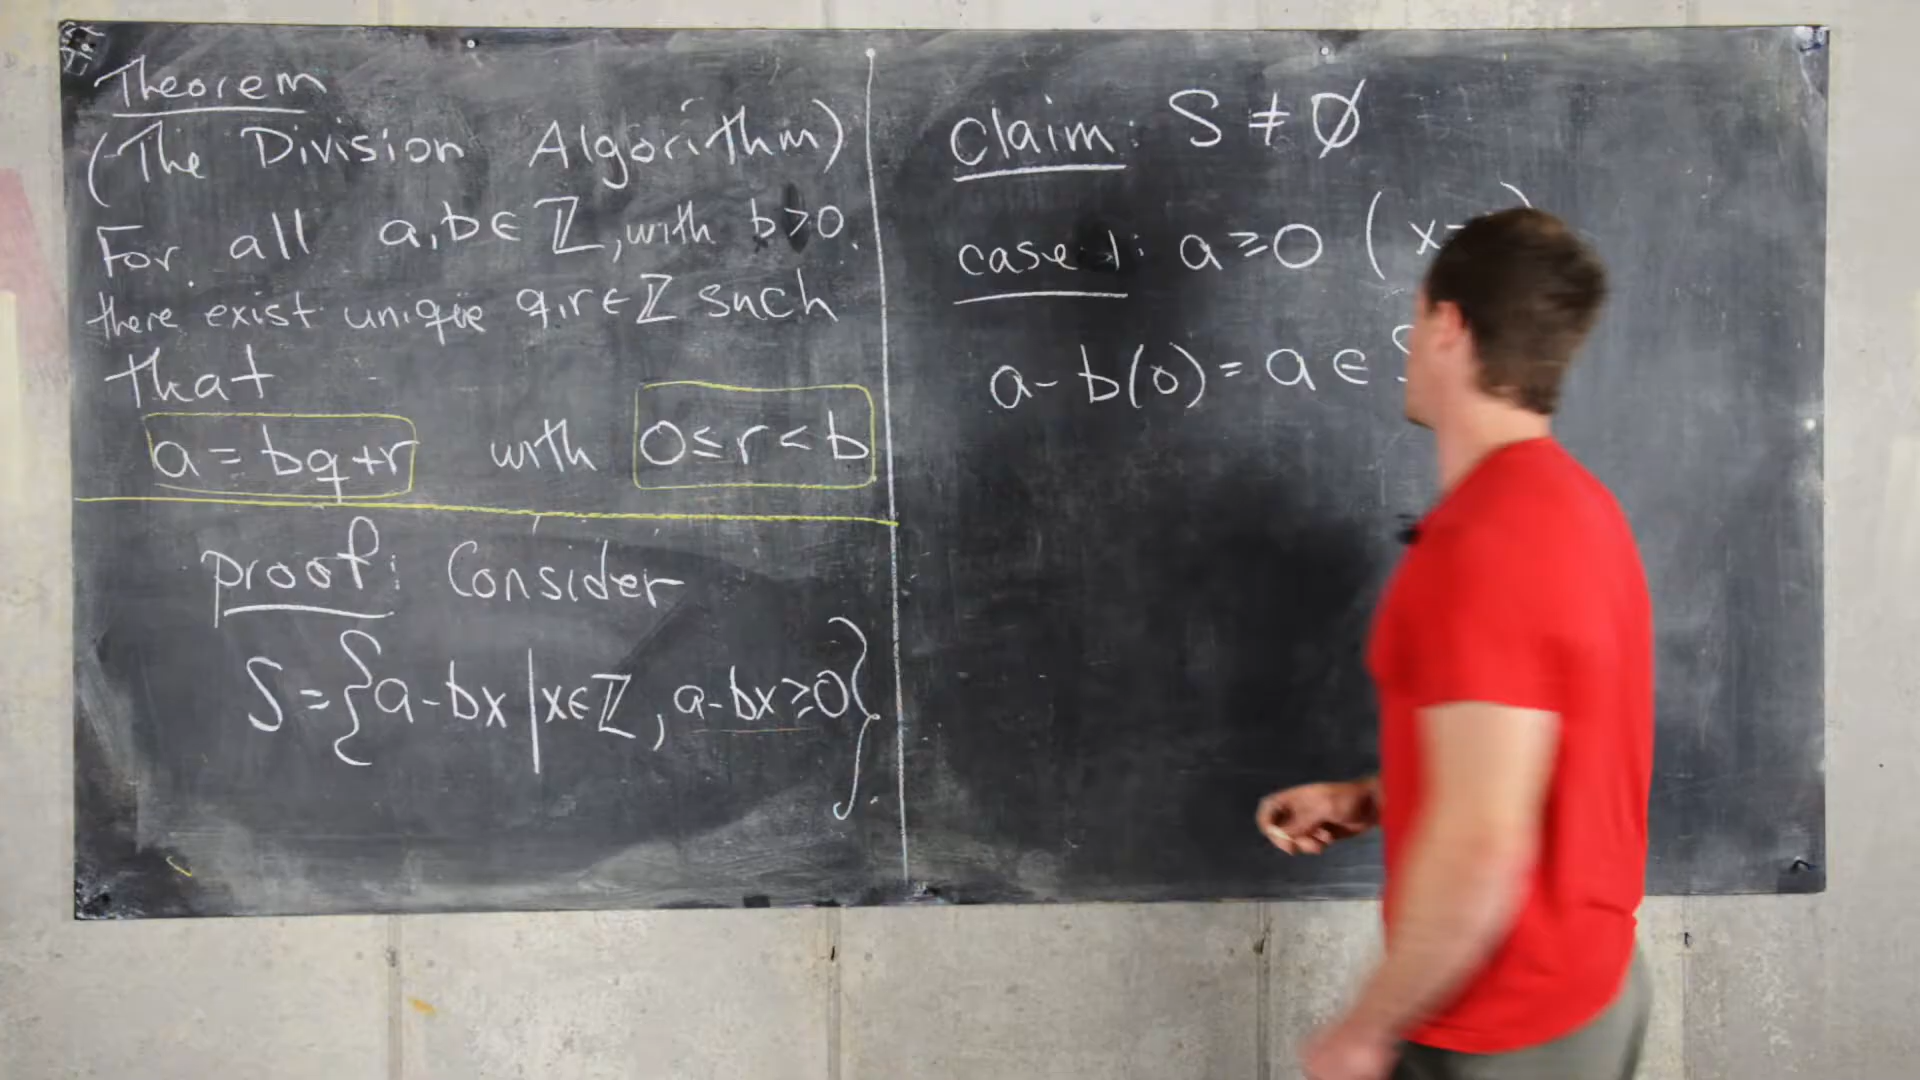 Theorem
(The Division Algorithm)
For all a,b∈ℤ, with b>0.
there exist unique q,r∈ℤ such
that
a = bq+r with 0≤r<b
proof: Consider
S={a-bx|x∈ℤ, a-bx≥0}.
Claim: S≠∅
case 1: a≥0 (x= )
a-b(0)=a∈